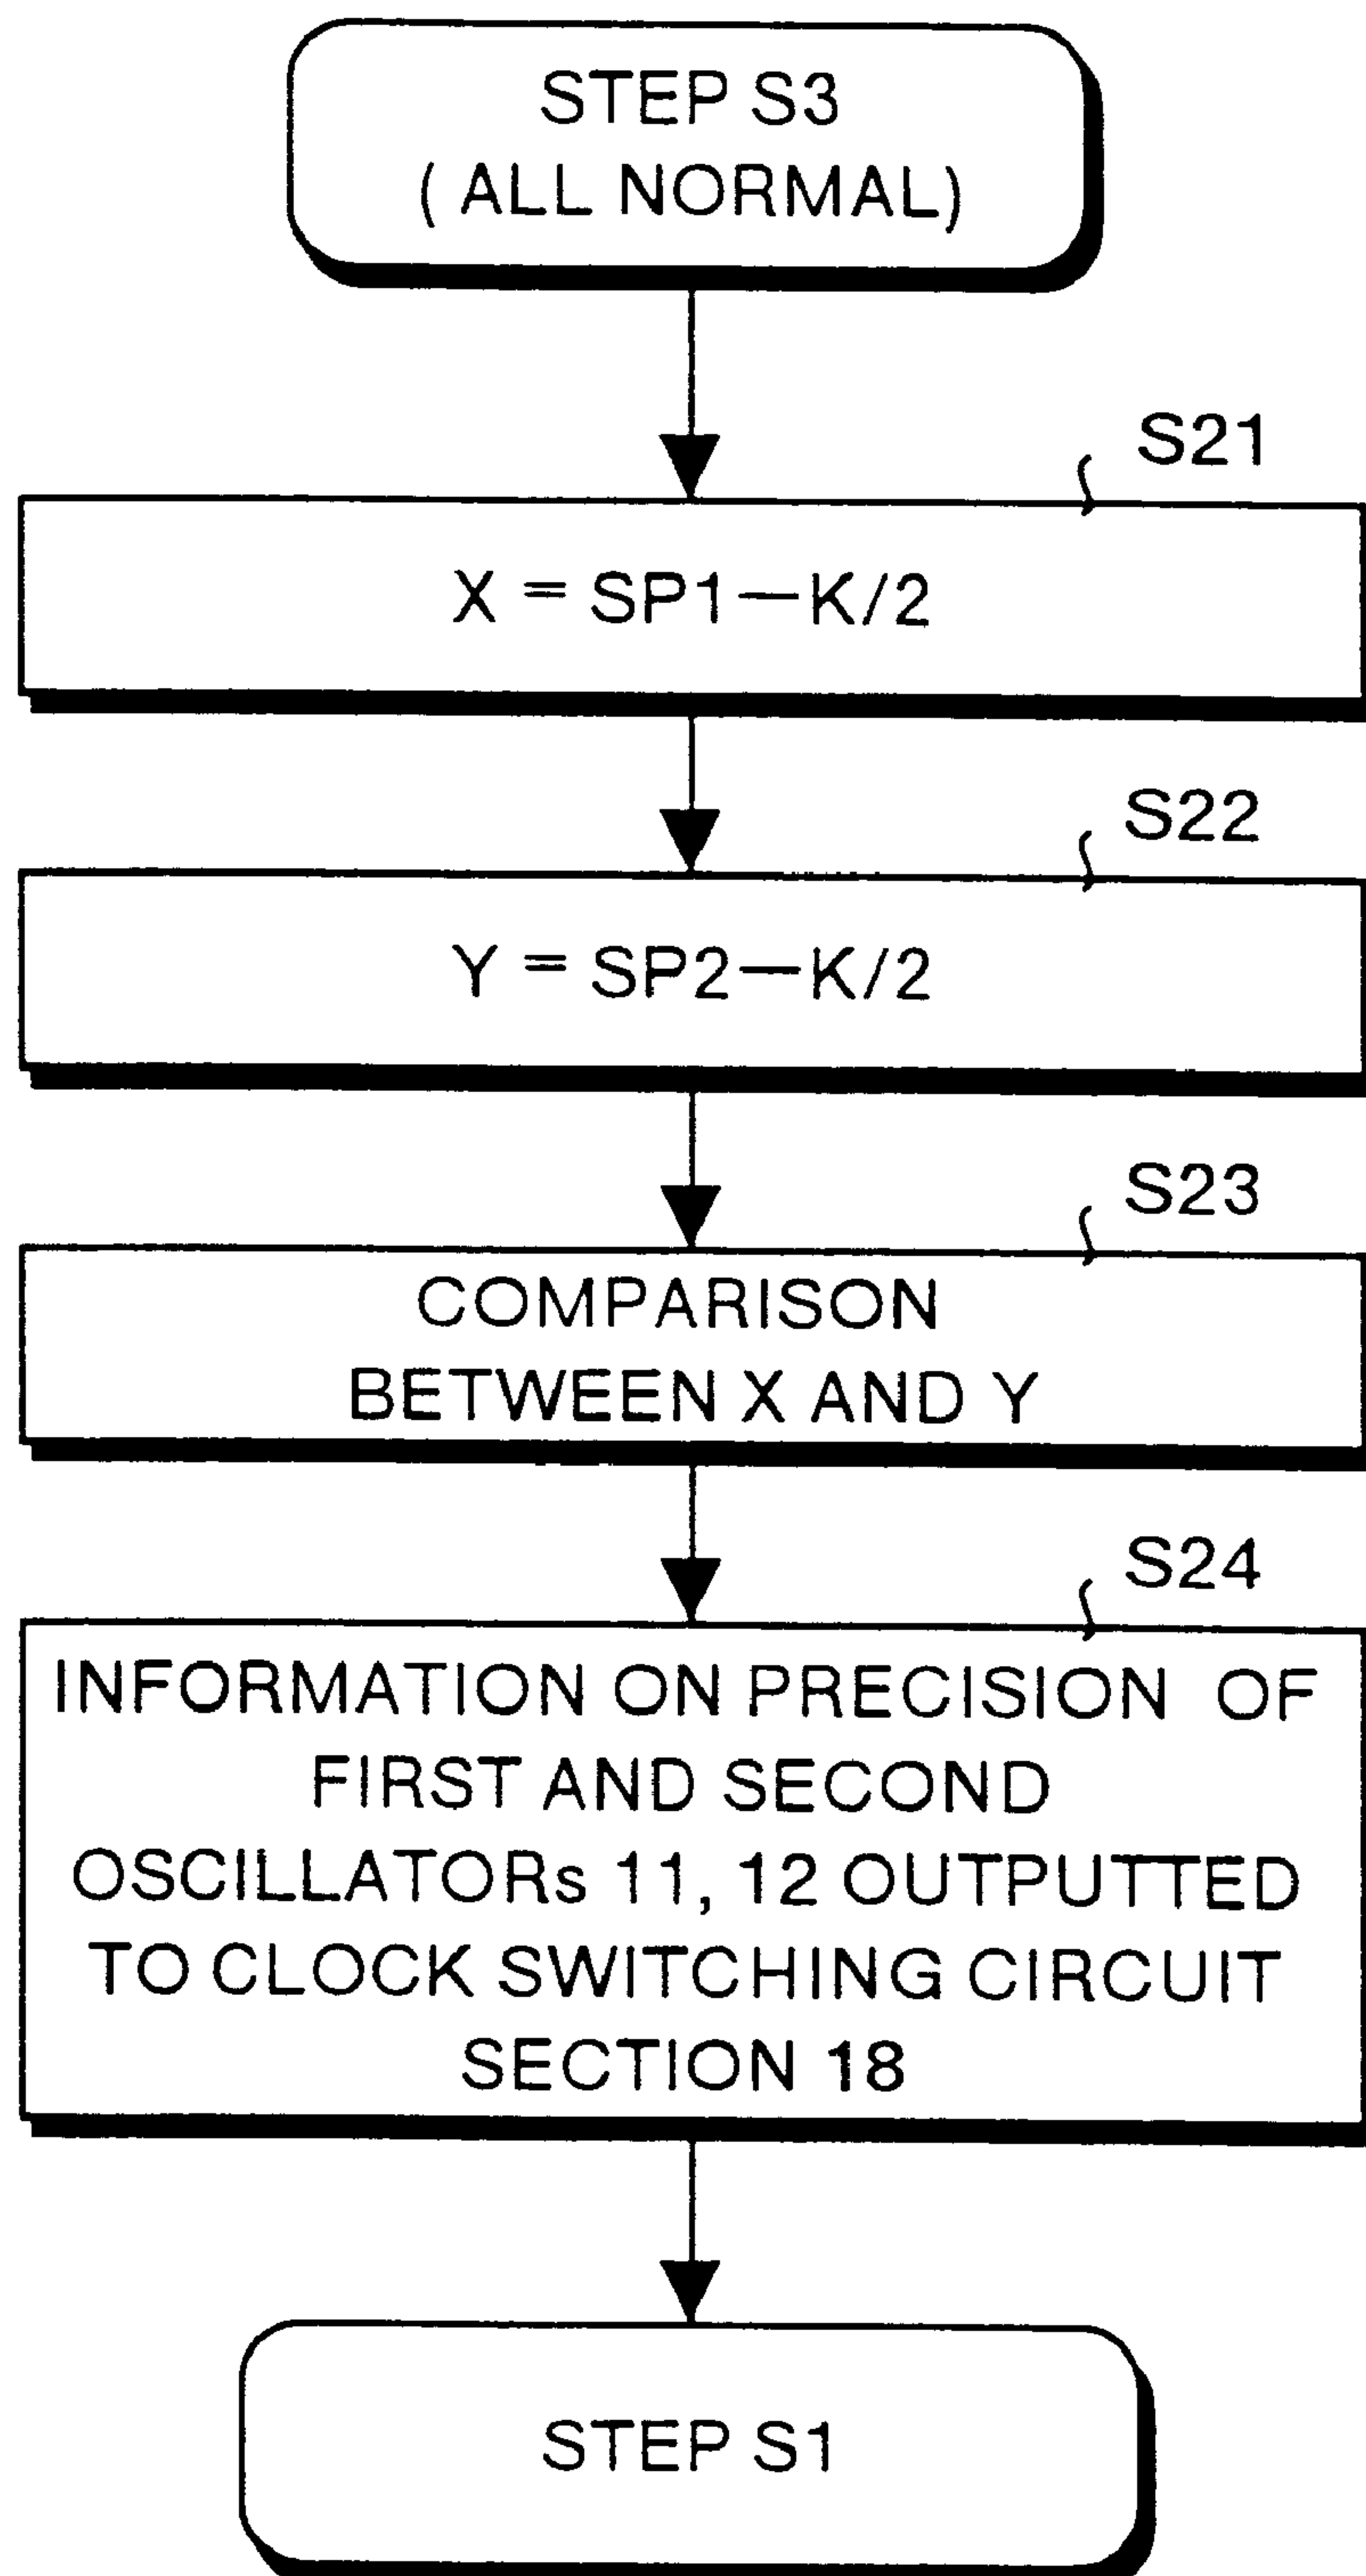 STEP S3
( ALL NORMAL)
S21
X = SP1—K/2
S22
Y = SP2—K/2
S23
COMPARISON
BETWEEN X AND Y
S24
INFORMATION ON PRECISION OF
FIRST AND SECOND
OSCILLATORs 11, 12 OUTPUTTED
TO CLOCK SWITCHING CIRCUIT
SECTION 18
STEP S1